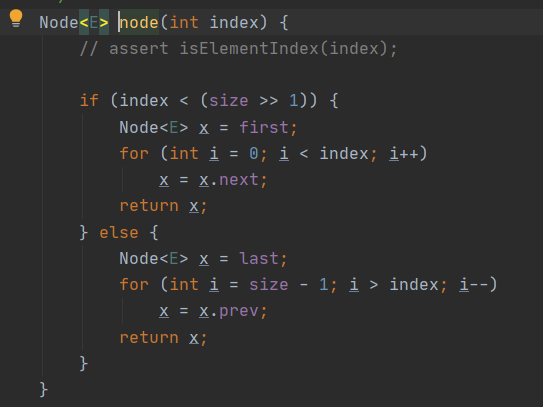 Node<E> node(int index) {
    // assert isElementIndex(index);
    if (index < (size >> 1)) {
        Node<E> x = first;
        for (int i = 0; i < index; i++)
            x = x.next;
        return x;
    } else {
        Node<E> x = last;
        for (int i = size - 1; i > index; i--)
            x = x.prev;
        return x;
    }
}